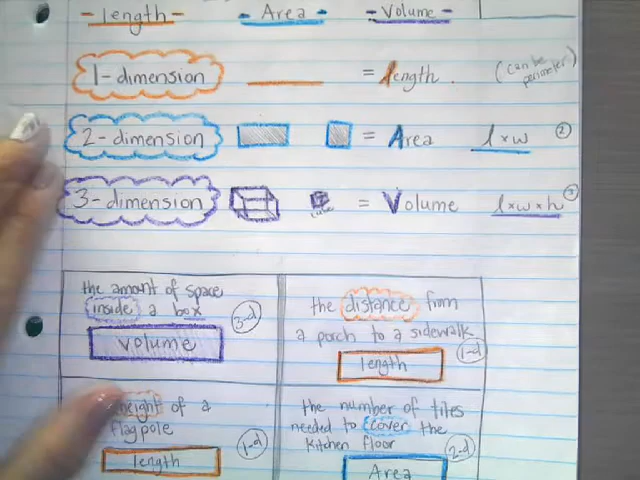 - Length - - Area - - Volume -
1-dimension = length. (can be perimeter)
2-dimension = Area l x w ②
3-dimension cube = Volume l x w x h ③
the amount of space
inside a box
3-d
volume
the distance from
a porch to a sidewalk
1-d
length
height of a
flagpole
1-d
length
the number of tiles
needed to cover the
kitchen floor
2-d
Area